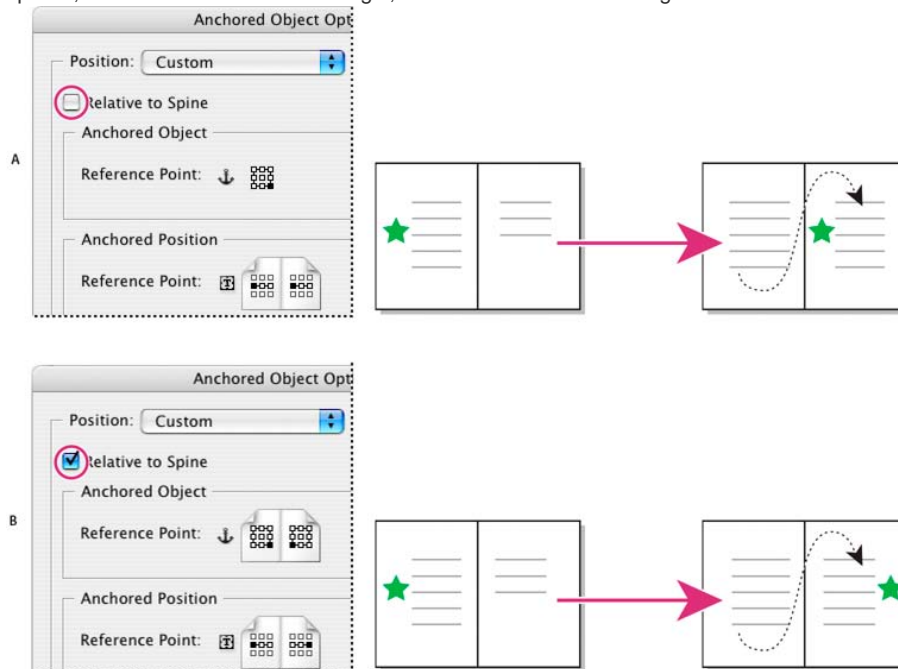 Anchored Object Opt
Position: Custom
Relative to Spine
Anchored Object
A
Reference Point:
Anchored Position
Reference Point:
Anchored Object Opt
Position: Custom
Relative to Spine
Anchored Object
B
Reference Point:
Anchored Position
Reference Point: